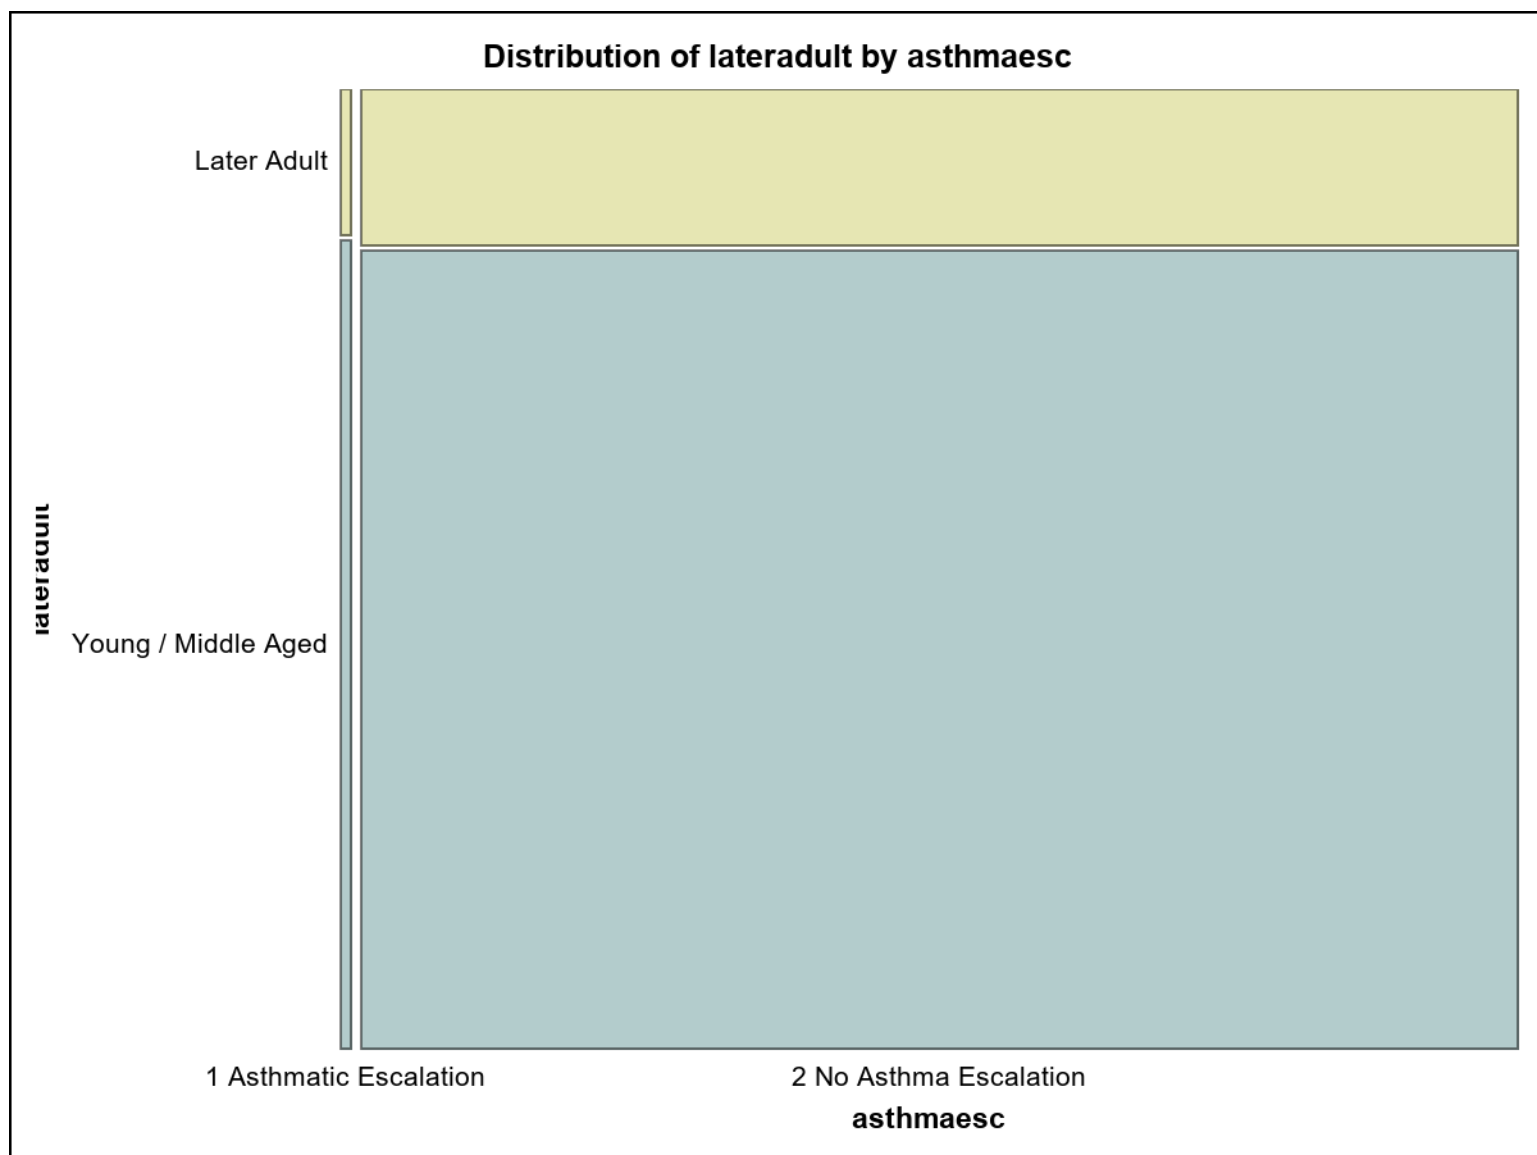 Distribution of lateradult by asthmaesc
Later Adult
lateradult
Young / Middle Aged
1 Asthmatic Escalation
2 No Asthma Escalation
asthmaesc